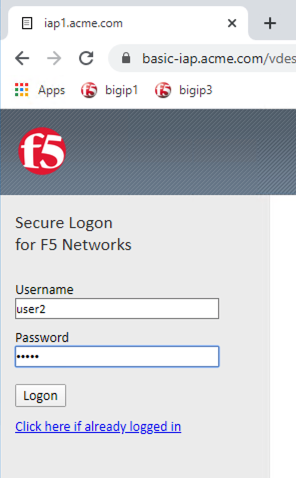 iap1.acme.com
basic-iap.acme.com/vdes
Apps
bigip1
bigip3
f5
Secure Logon
for F5 Networks
Username
user2
Password
•••••
Logon
Click here if already logged in